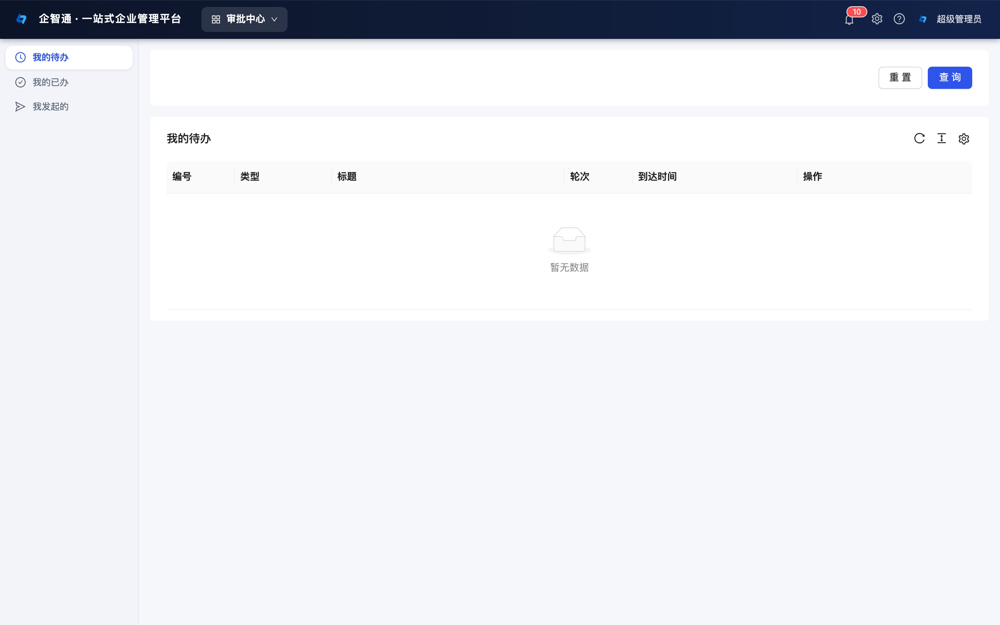 企智通 · 一站式企业管理平台
审批中心
10
超级管理员
我的待办
我的已办
我发起的
重 置
查 询
我的待办
编号 类型 标题 轮次 到达时间 操作
暂无数据